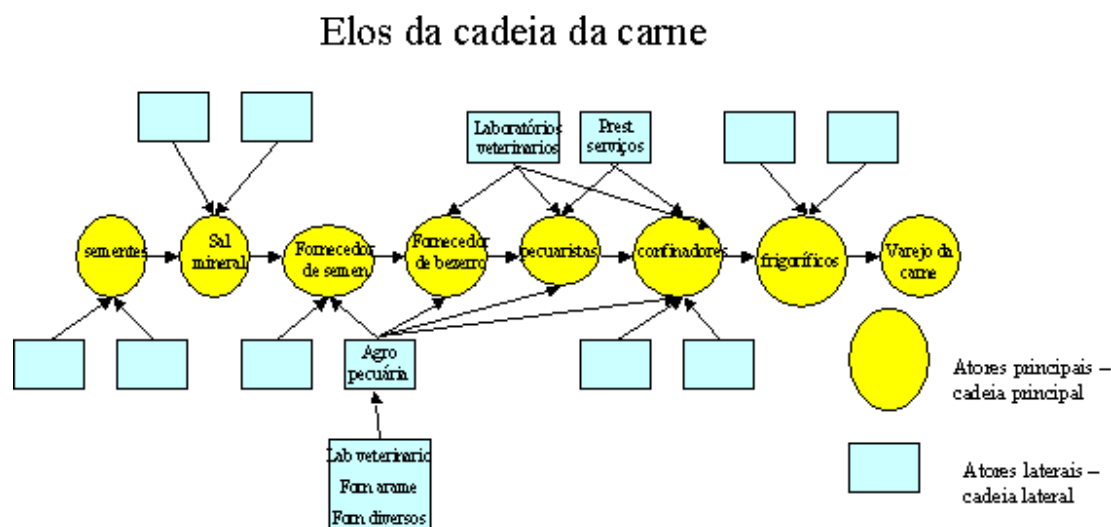 Elos da cadeia da carne
Laboratórios
veterinarios
Prest
serviços
sementes
Sal
mineral
Fornecedor
de semen
Fornecedor
de bezerro
pecuaristas
confinadores
frigoríficos
Varejo da
carne
Agro
pecuária
Lab veterinario
Forn arame
Forn diversos
Atores principais –
cadeia principal
Atores laterais –
cadeia lateral